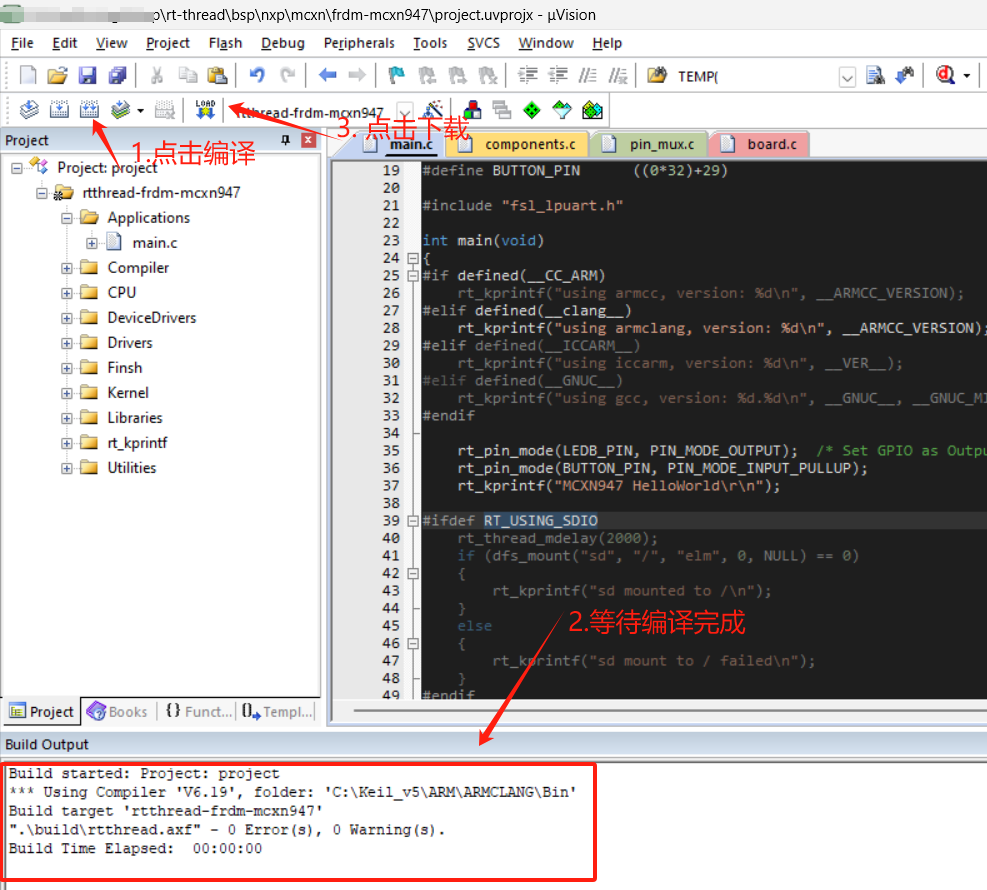 p\rt-thread\bsp\nxp\mcxn\frdm-mcxn947\project.uvprojx - µVision
File Edit View Project Flash Debug Peripherals Tools SVCS Window Help
TEMP(
LOAD
rtthread-frdm-mcxn947
1.点击编译
3. 点击下载
Project
Project: project
rtthread-frdm-mcxn947
Applications
main.c
Compiler
CPU
DeviceDrivers
Drivers
Finsh
Kernel
Libraries
rt_kprintf
Utilities
Project Books {} Funct... Templ...
main.c components.c pin_mux.c board.c
19 #define BUTTON_PIN ((0*32)+29)
20
21 #include "fsl_lpuart.h"
22
23 int main(void)
24 {
25 #if defined(__CC_ARM)
26 rt_kprintf("using armcc, version: %d\n", __ARMCC_VERSION);
27 #elif defined(__clang__)
28 rt_kprintf("using armclang, version: %d\n", __ARMCC_VERSION);
29 #elif defined(__ICCARM__)
30 rt_kprintf("using iccarm, version: %d\n", __VER__);
31 #elif defined(__GNUC__)
32 rt_kprintf("using gcc, version: %d.%d\n", __GNUC__, __GNUC_MI
33 #endif
34
35 rt_pin_mode(LEDB_PIN, PIN_MODE_OUTPUT); /* Set GPIO as Outpu
36 rt_pin_mode(BUTTON_PIN, PIN_MODE_INPUT_PULLUP);
37 rt_kprintf("MCXN947 HelloWorld\r\n");
38
39 #ifdef RT_USING_SDIO
40 rt_thread_mdelay(2000);
41 if (dfs_mount("sd", "/", "elm", 0, NULL) == 0)
42 {
43 rt_kprintf("sd mounted to /\n");
44 }
45 else
46 {
47 rt_kprintf("sd mount to / failed\n");
48 }
49 #endif
2.等待编译完成
Build Output
Build started: Project: project
*** Using Compiler 'V6.19', folder: 'C:\Keil_v5\ARM\ARMCLANG\Bin'
Build target 'rtthread-frdm-mcxn947'
".\build\rtthread.axf" - 0 Error(s), 0 Warning(s).
Build Time Elapsed: 00:00:00